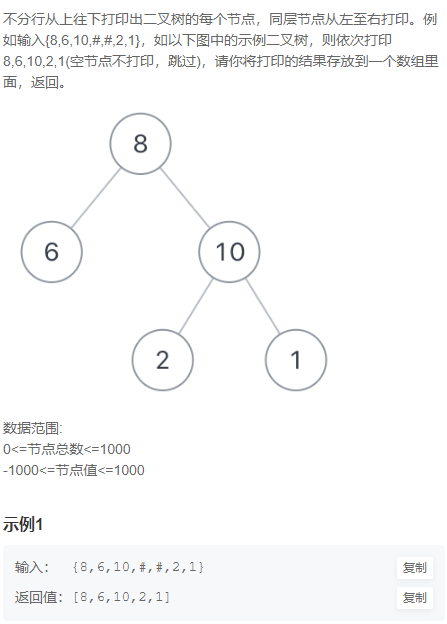 不分行从上往下打印出二叉树的每个节点，同层节点从左至右打印。例
如输入{8,6,10,#,#,2,1}，如以下图中的示例二叉树，则依次打印
8,6,10,2,1(空节点不打印，跳过)，请你将打印的结果存放到一个数组里
面，返回。
8
6
10
2
1
数据范围:
0<=节点总数<=1000
-1000<=节点值<=1000
示例1
输入： {8,6,10,#,#,2,1} 复制
返回值：[8,6,10,2,1] 复制